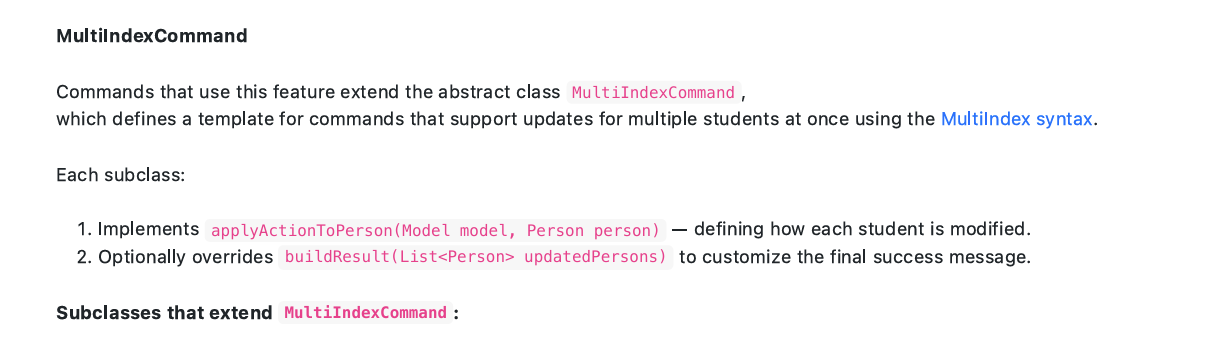 MultiIndexCommand
Commands that use this feature extend the abstract class MultiIndexCommand,
which defines a template for commands that support updates for multiple students at once using the MultiIndex syntax.
Each subclass:
1. Implements applyActionToPerson(Model model, Person person) — defining how each student is modified.
2. Optionally overrides buildResult(List<Person> updatedPersons) to customize the final success message.
Subclasses that extend MultiIndexCommand: